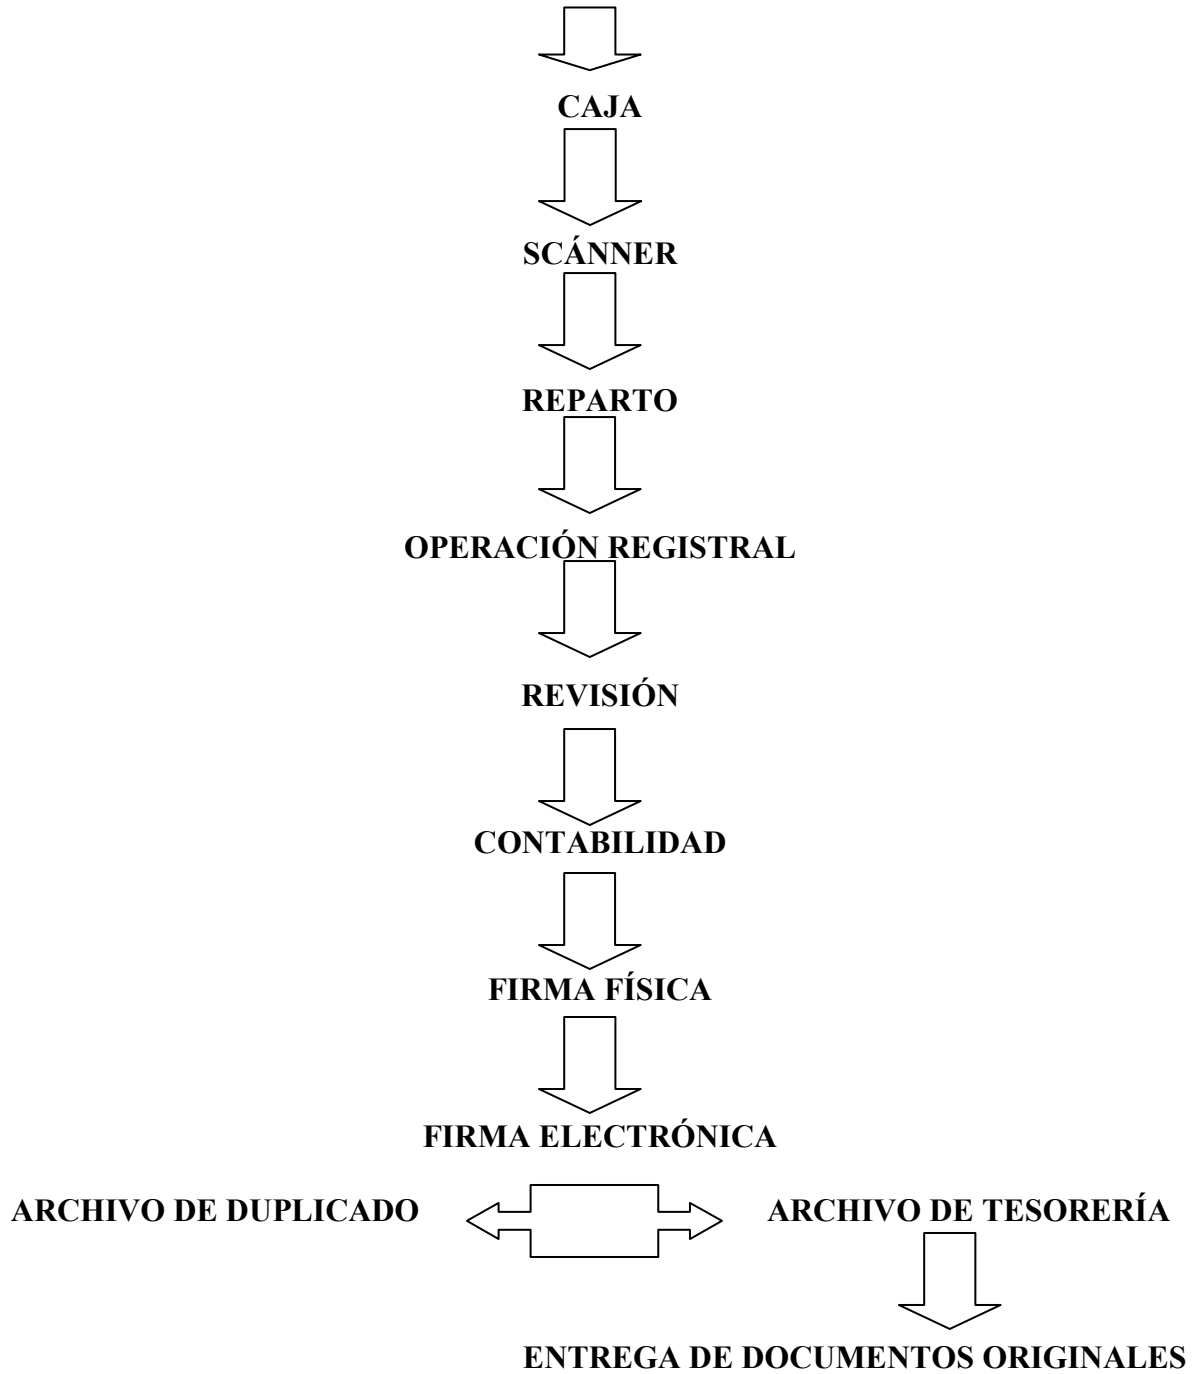 CAJA
SCÁNNER
REPARTO
OPERACIÓN REGISTRAL
REVISIÓN
CONTABILIDAD
FIRMA FÍSICA
FIRMA ELECTRÓNICA
ARCHIVO DE DUPLICADO ARCHIVO DE TESORERÍA
ENTREGA DE DOCUMENTOS ORIGINALES